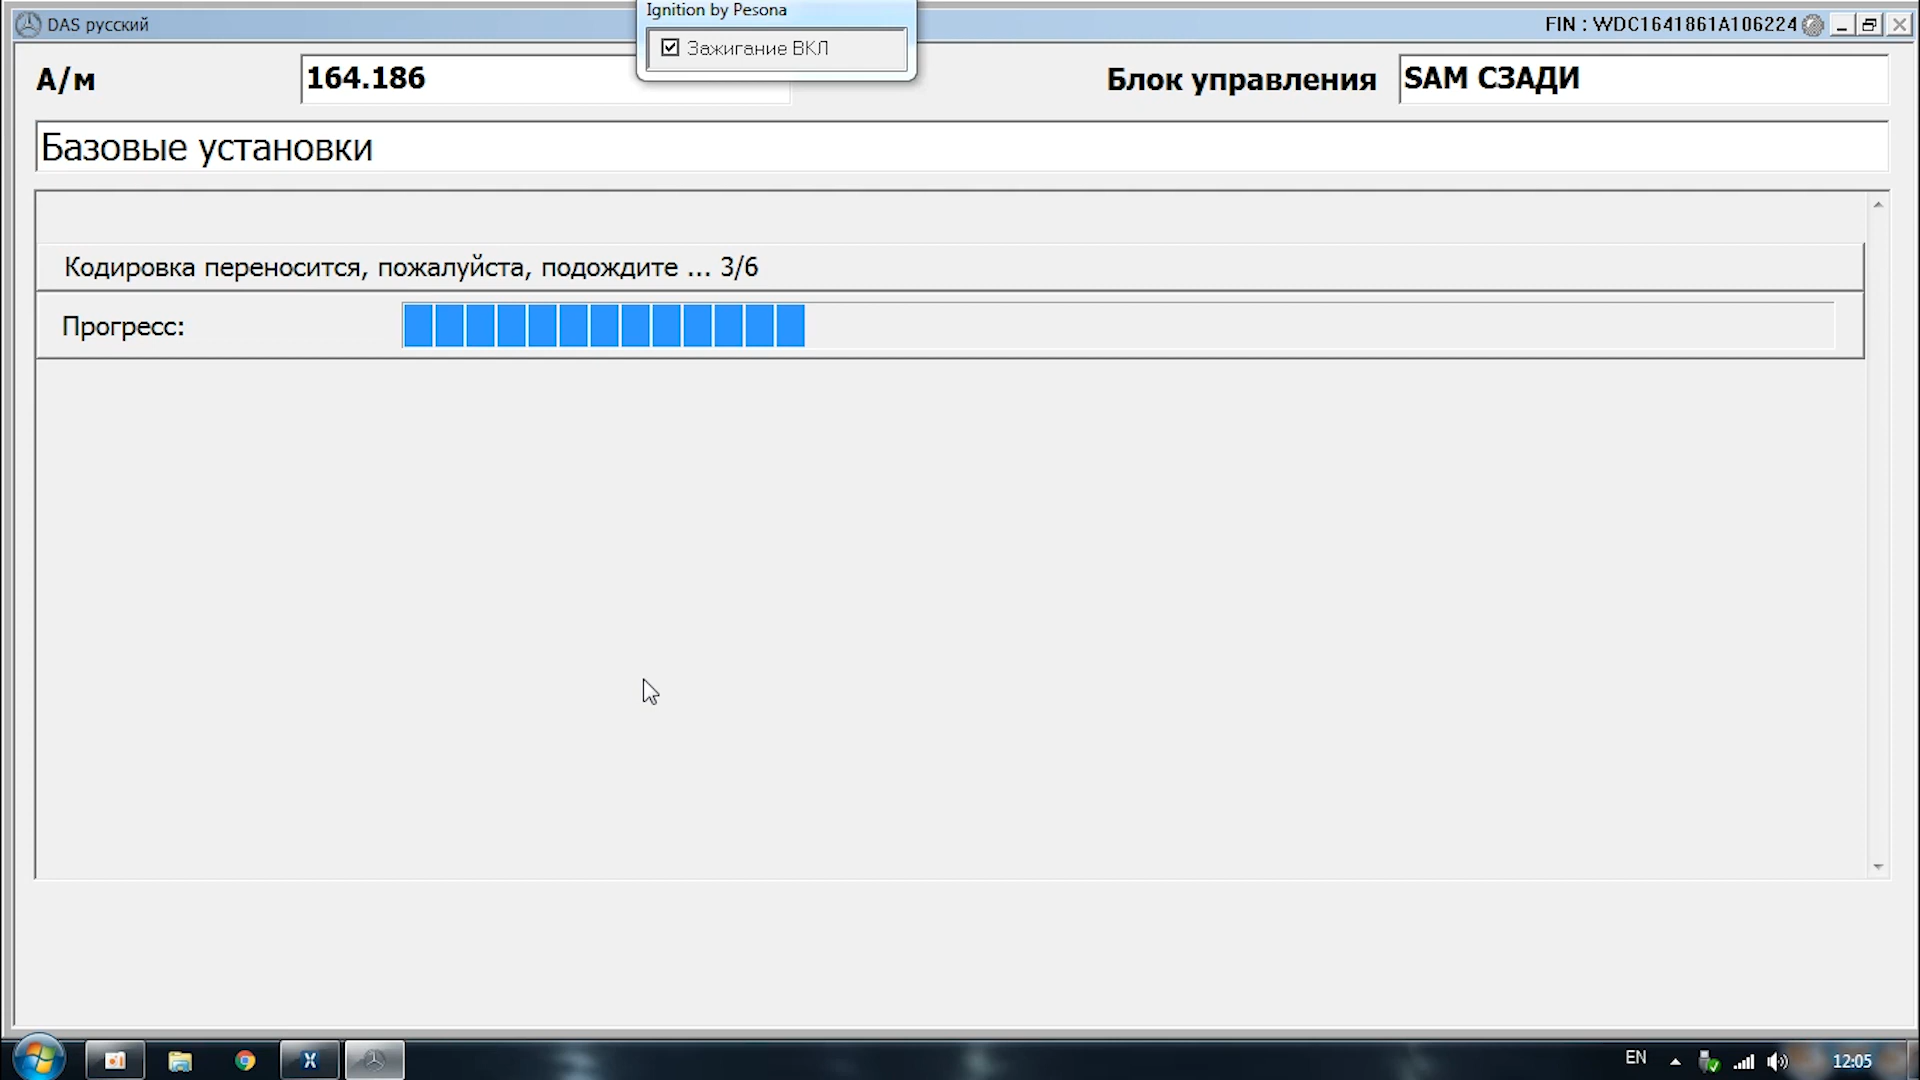 Ignition by Pesona
DAS русский
FIN : WDC1641861A106224
Зажигание ВКЛ
А/м
164.186
Блок управления
SAM СЗАДИ
Базовые установки
Кодировка переносится, пожалуйста, подождите ... 3/6
Прогресс:
EN
12:05